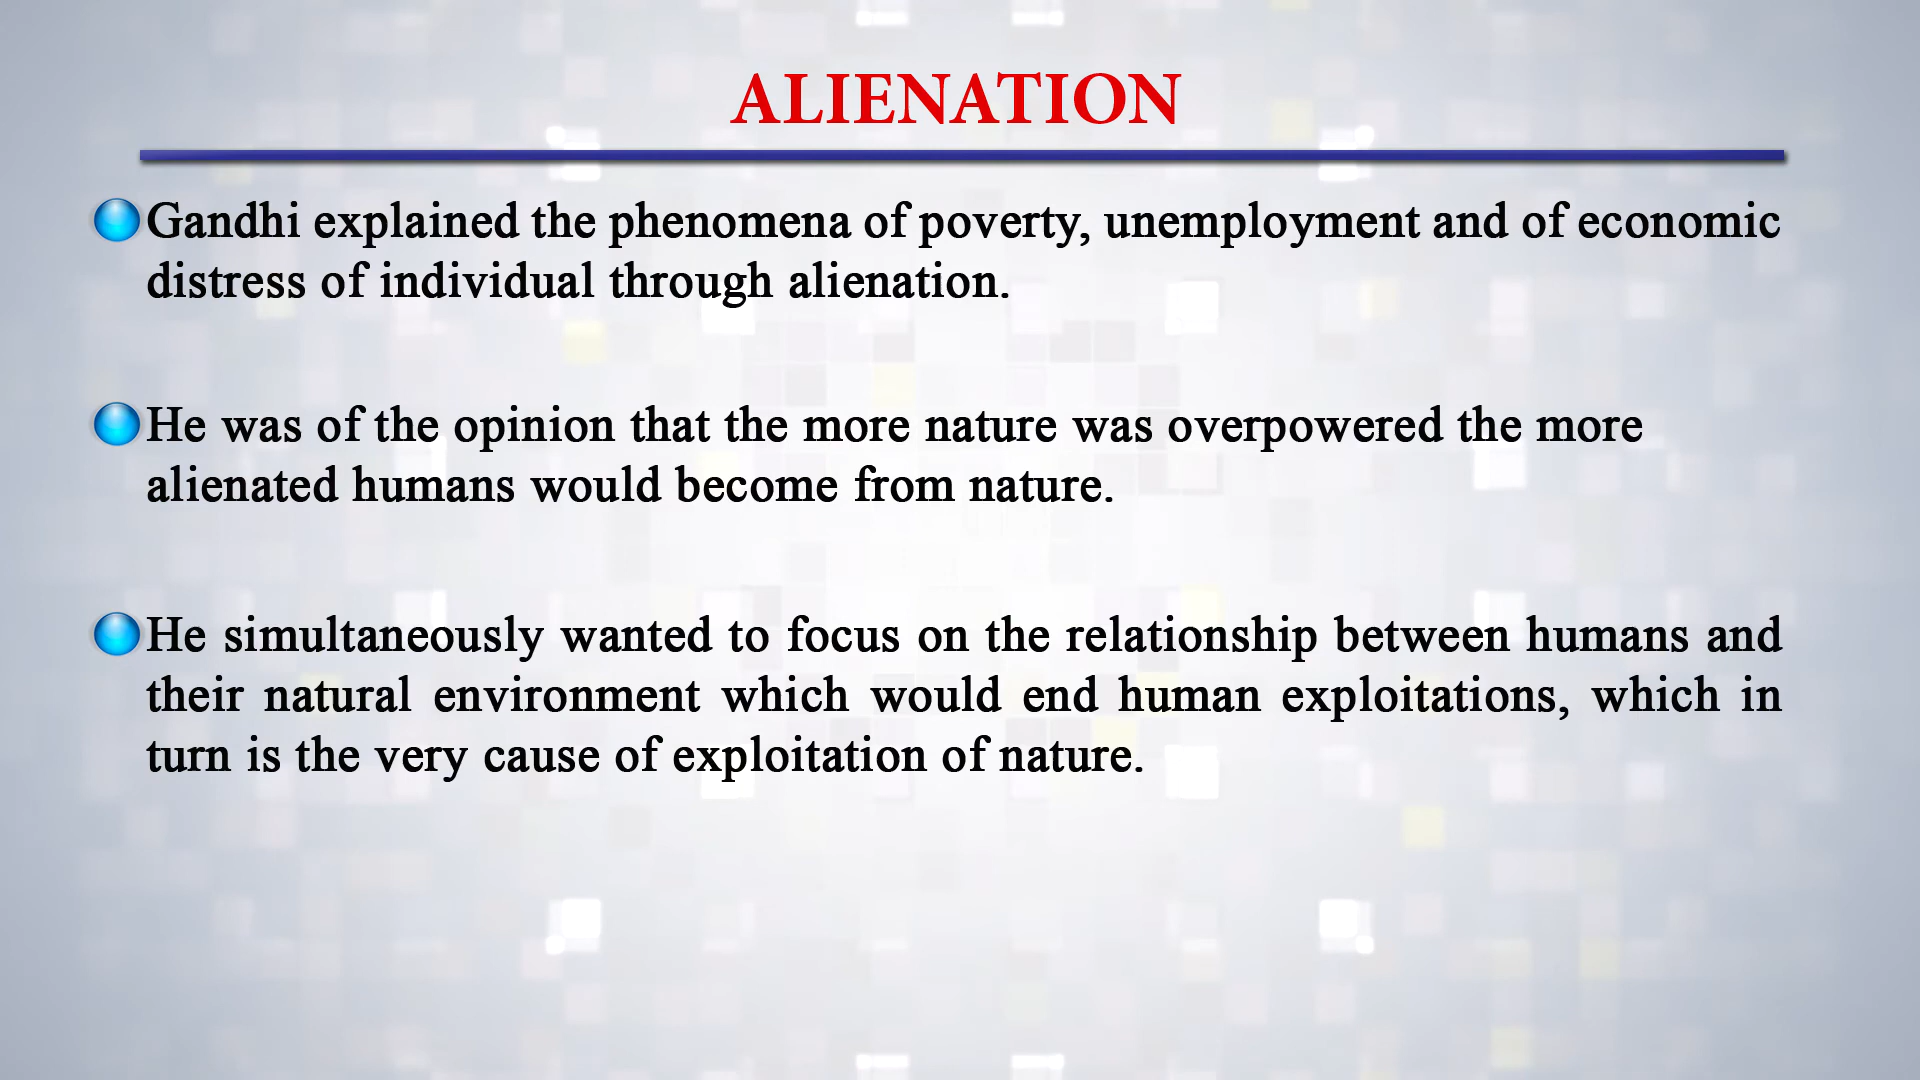 ALIENATION
Gandhi explained the phenomena of poverty, unemployment and of economic
distress of individual through alienation.
He was of the opinion that the more nature was overpowered the more
alienated humans would become from nature.
He simultaneously wanted to focus on the relationship between humans and
their natural environment which would end human exploitations, which in
turn is the very cause of exploitation of nature.